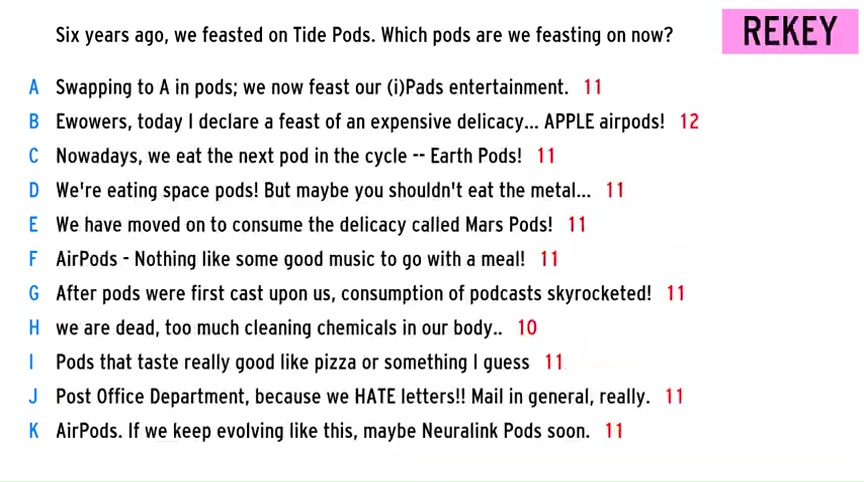 Six years ago, we feasted on Tide Pods. Which pods are we feasting on now?
REKEY
A Swapping to A in pods; we now feast our (i)Pads entertainment. 11
B Ewowers, today I declare a feast of an expensive delicacy... APPLE airpods! 12
C Nowadays, we eat the next pod in the cycle -- Earth Pods! 11
D We're eating space pods! But maybe you shouldn't eat the metal... 11
E We have moved on to consume the delicacy called Mars Pods! 11
F AirPods - Nothing like some good music to go with a meal! 11
G After pods were first cast upon us, consumption of podcasts skyrocketed! 11
H we are dead, too much cleaning chemicals in our body.. 10
I Pods that taste really good like pizza or something I guess 11
J Post Office Department, because we HATE letters!! Mail in general, really. 11
K AirPods. If we keep evolving like this, maybe Neuralink Pods soon. 11